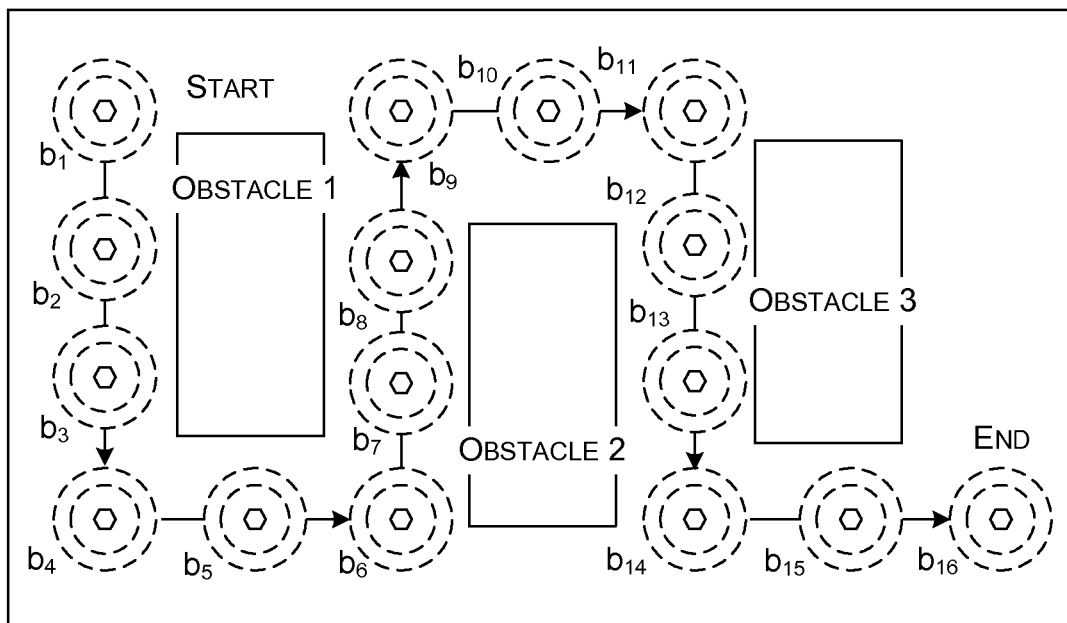 START
b10
b11
b1
OBSTACLE 1
b9
b12
b2
b8
b13
OBSTACLE 3
b3
b7
OBSTACLE 2
END
b4
b5
b6
b14
b15
b16